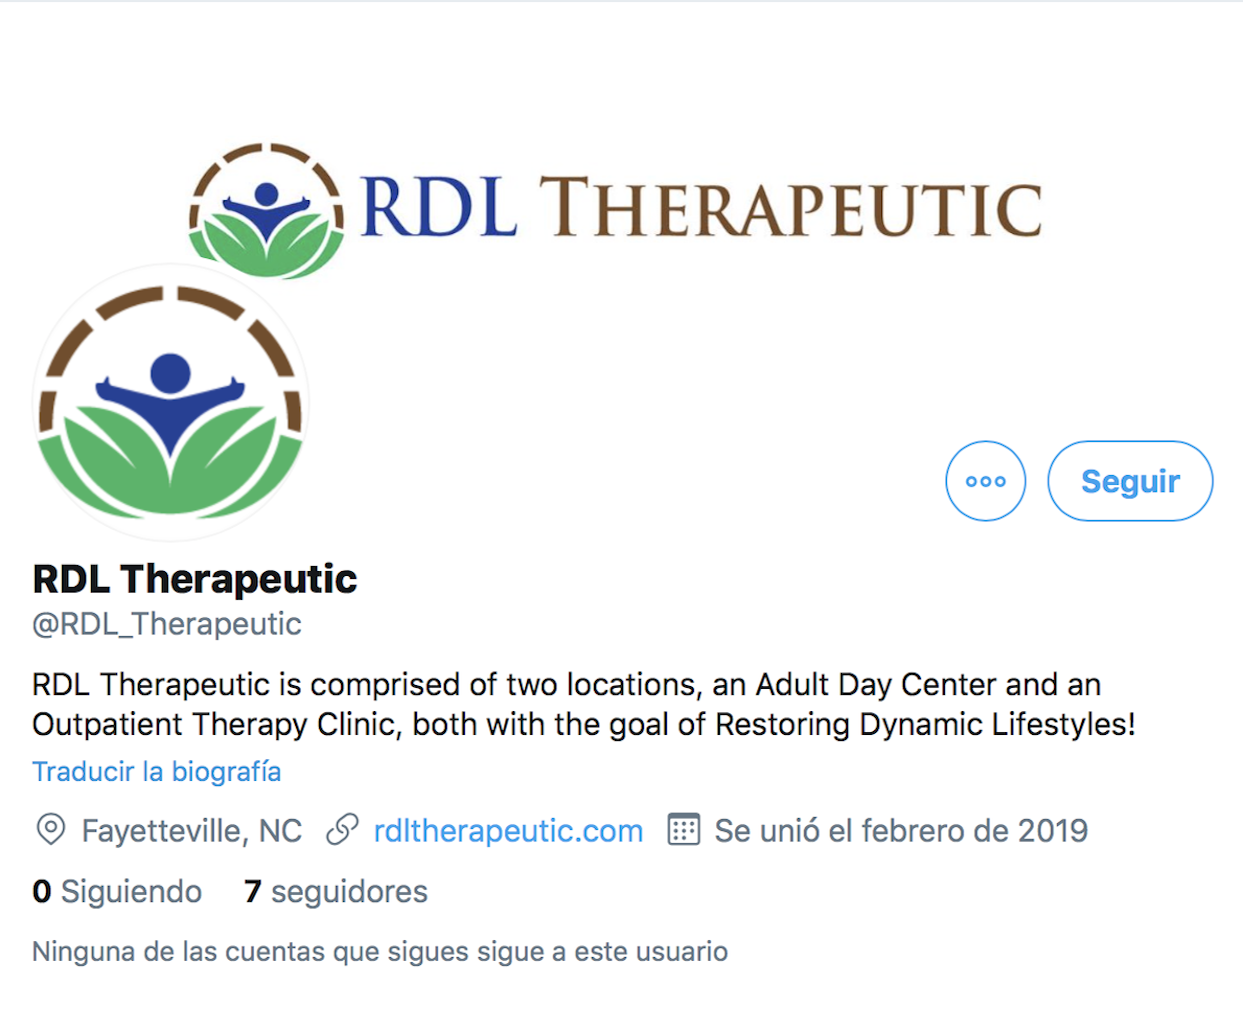 RDL THERAPEUTIC
Seguir
RDL Therapeutic
@RDL_Therapeutic
RDL Therapeutic is comprised of two locations, an Adult Day Center and an
Outpatient Therapy Clinic, both with the goal of Restoring Dynamic Lifestyles!
Traducir la biografía
Fayetteville, NC rdltherapeutic.com Se unió el febrero de 2019
0 Siguiendo 7 seguidores
Ninguna de las cuentas que sigues sigue a este usuario